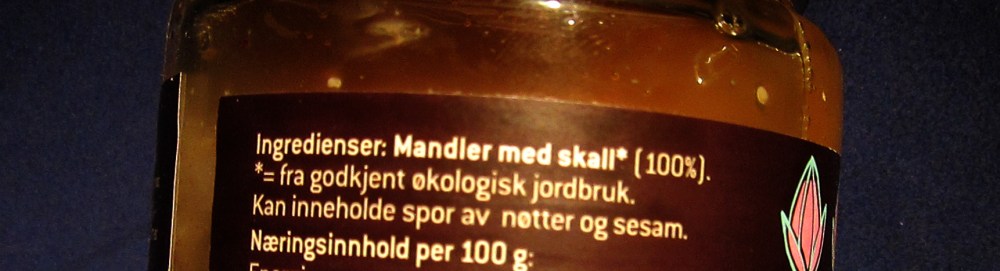 Ingredienser: Mandler med skall* (100%).
*= fra godkjent økologisk jordbruk.
Kan inneholde spor av nøtter og sesam.
Næringsinnhold per 100 g: